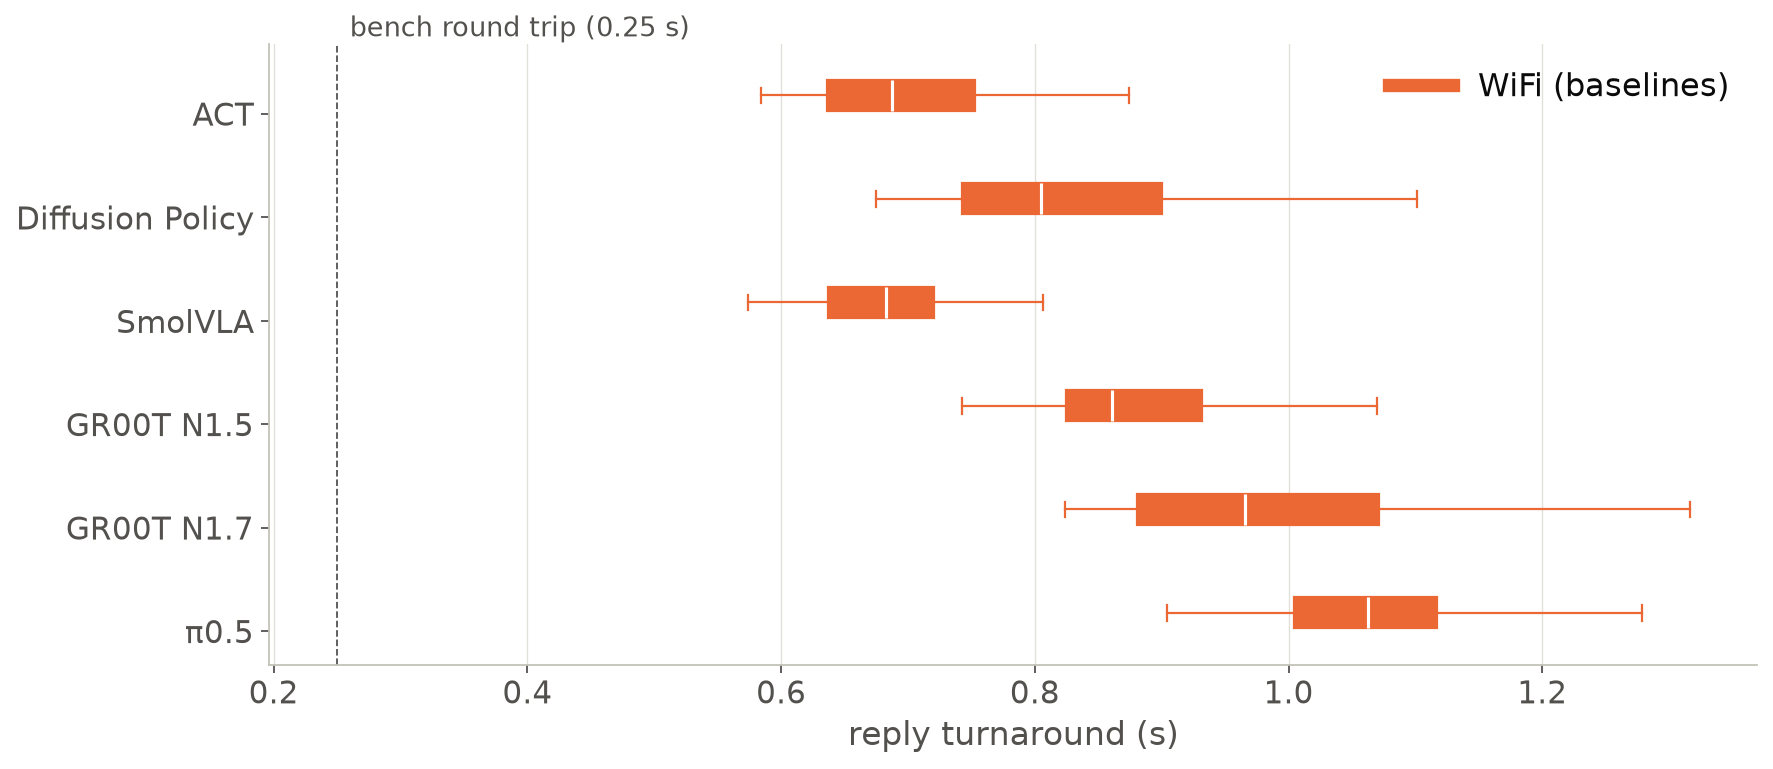 bench round trip (0.25 s)
WiFi (baselines)
ACT
Diffusion Policy
SmolVLA
GR00T N1.5
GR00T N1.7
π0.5
0.2 0.4 0.6 0.8 1.0 1.2
reply turnaround (s)